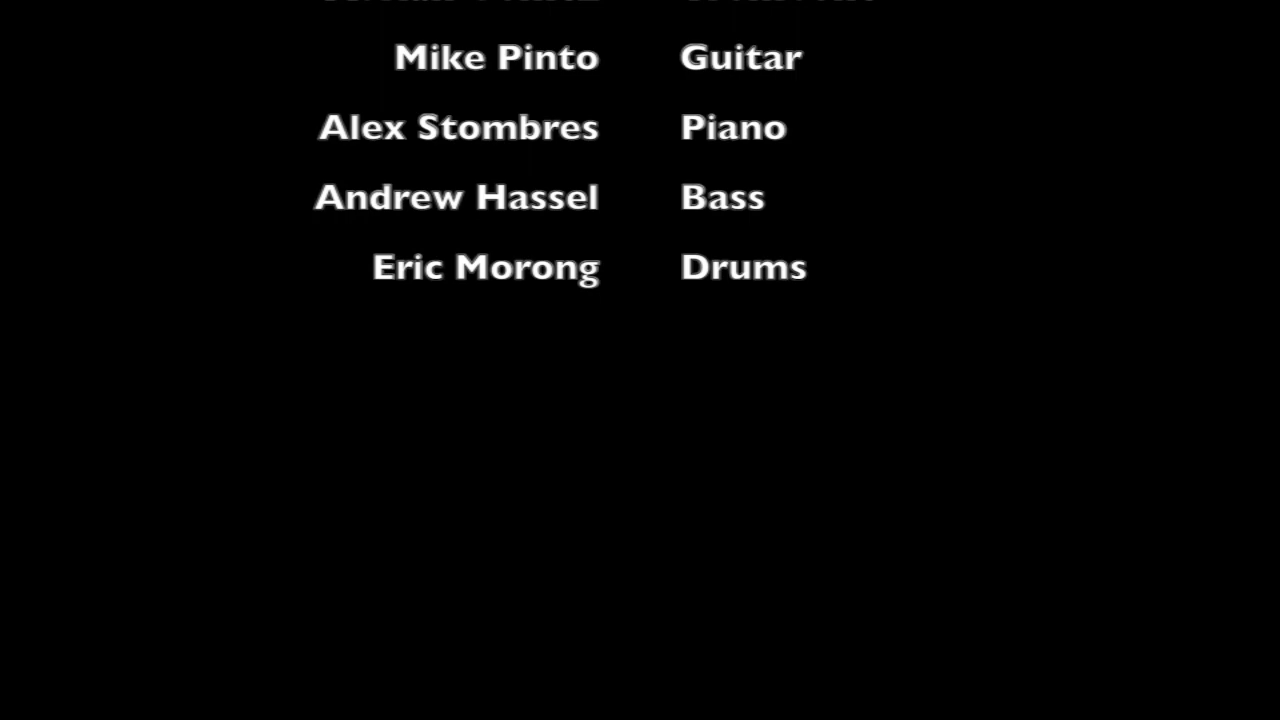 Mike Pinto Guitar
Alex Stombres Piano
Andrew Hassel Bass
Eric Morong Drums